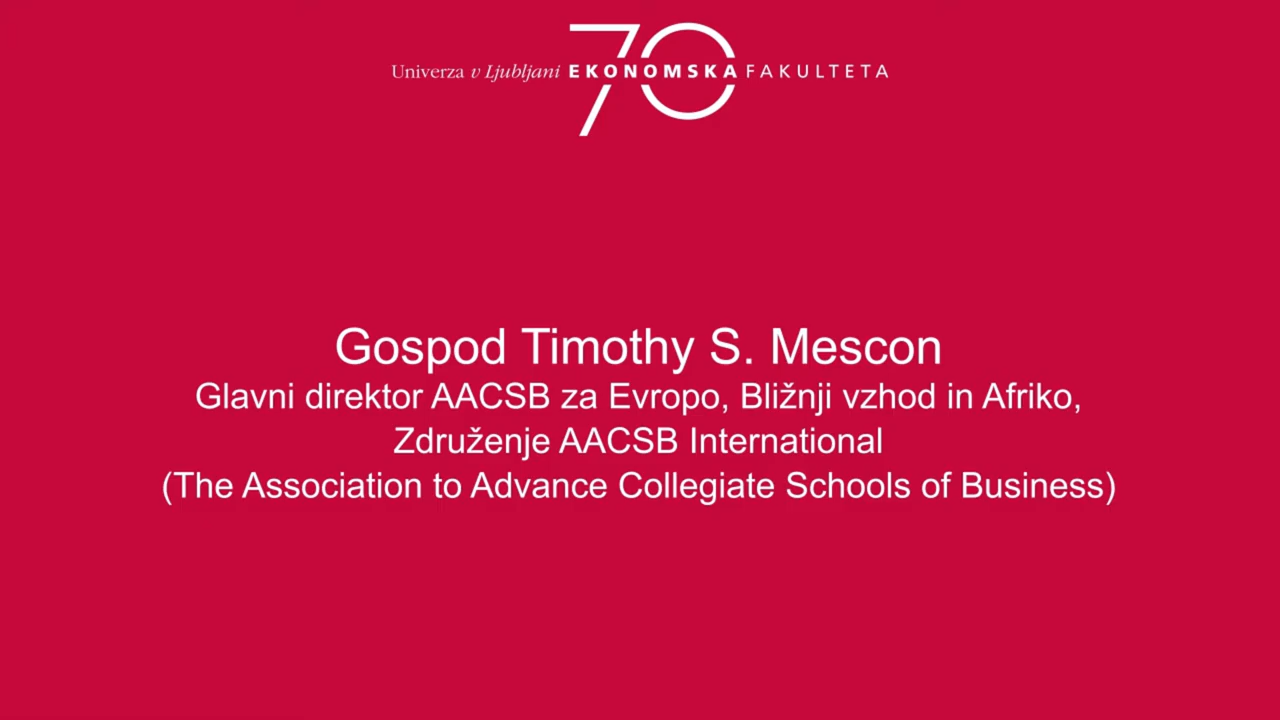 70
Univerza v Ljubljani EKONOMSKA FAKULTETA
Gospod Timothy S. Mescon
Glavni direktor AACSB za Evropo, Bližnji vzhod in Afriko,
Združenje AACSB International
(The Association to Advance Collegiate Schools of Business)